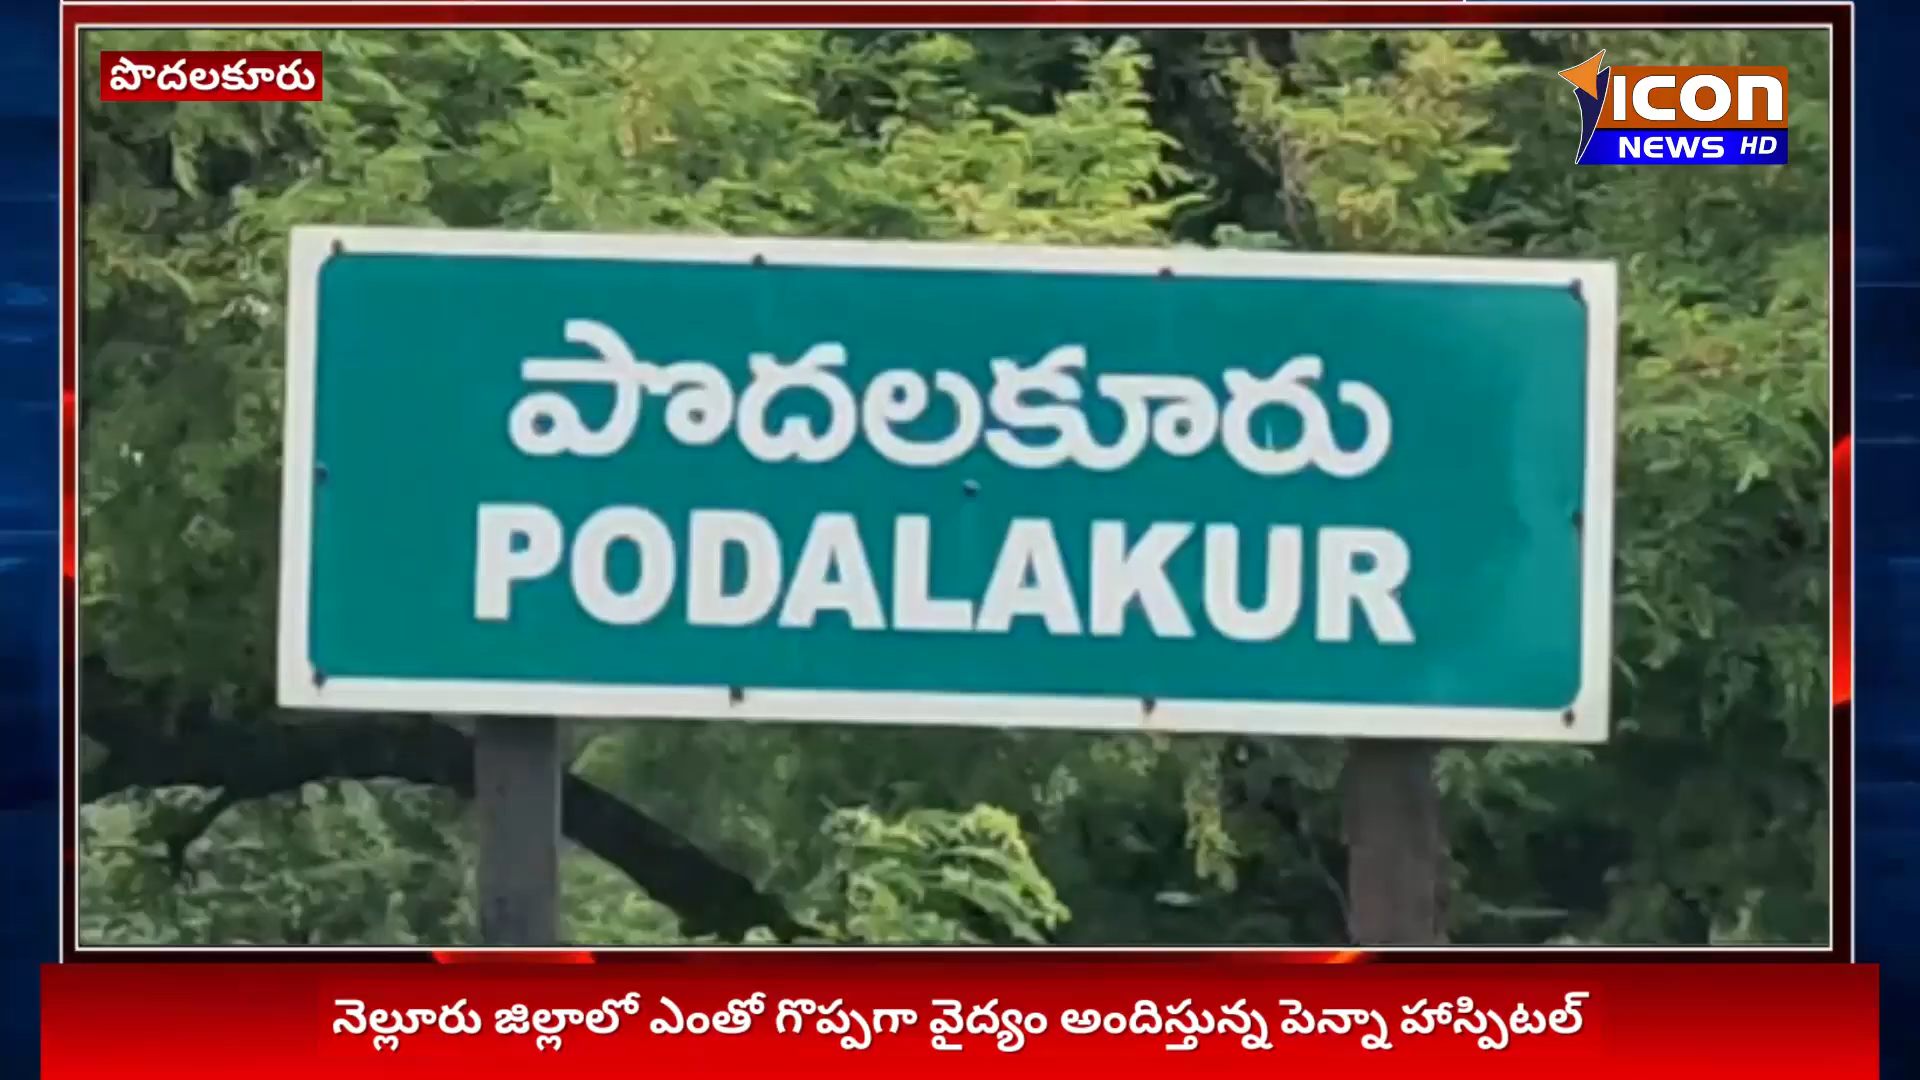 పొదలకూరు
ICON
NEWS HD
పొదలకూరు
PODALAKUR
నెల్లూరు జిల్లాలో ఎంతో గొప్పగా వైద్యం అందిస్తున్న పెన్నా హాస్పిటల్